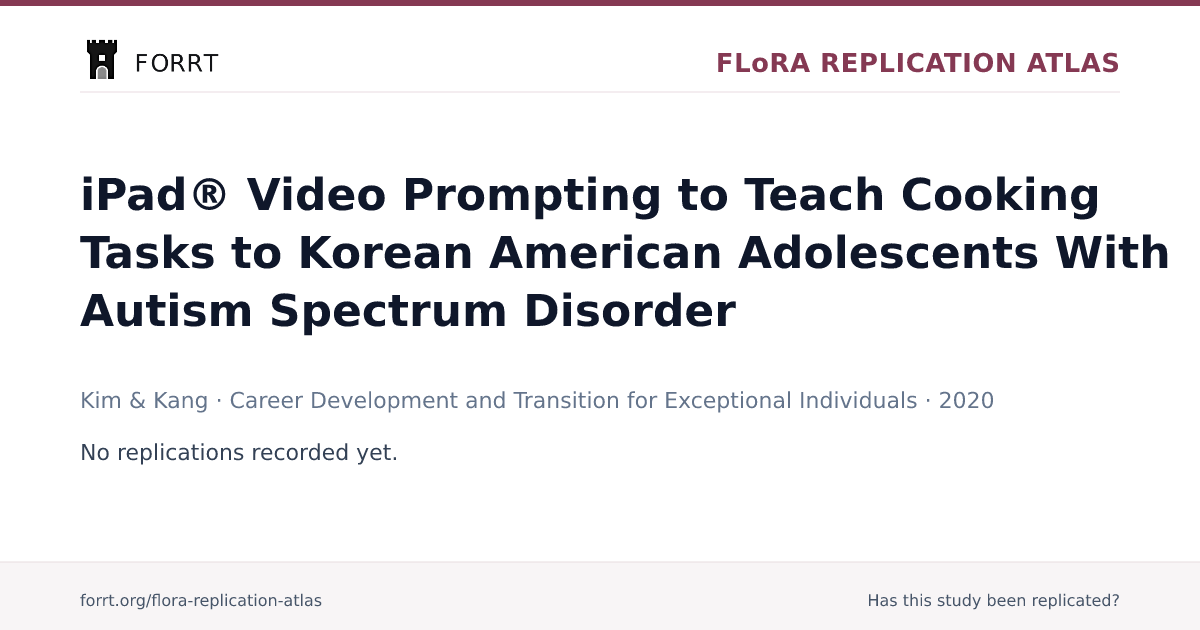 FORRT
FLoRA REPLICATION ATLAS
iPad® Video Prompting to Teach Cooking
Tasks to Korean American Adolescents With
Autism Spectrum Disorder
Kim & Kang · Career Development and Transition for Exceptional Individuals · 2020
No replications recorded yet.
forrt.org/flora-replication-atlas
Has this study been replicated?